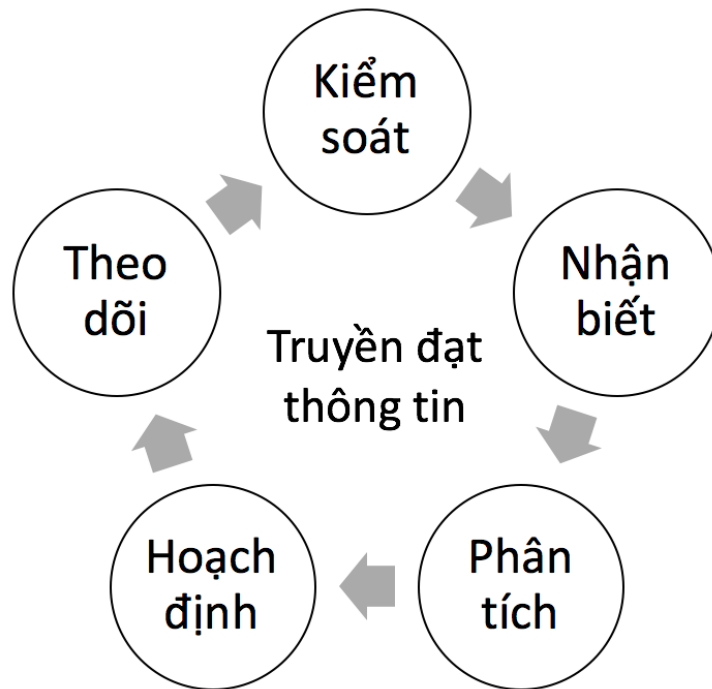 Kiểm
soát
Nhận
biết
Phân
tích
Hoạch
định
Theo
dõi
Truyền đạt
thông tin